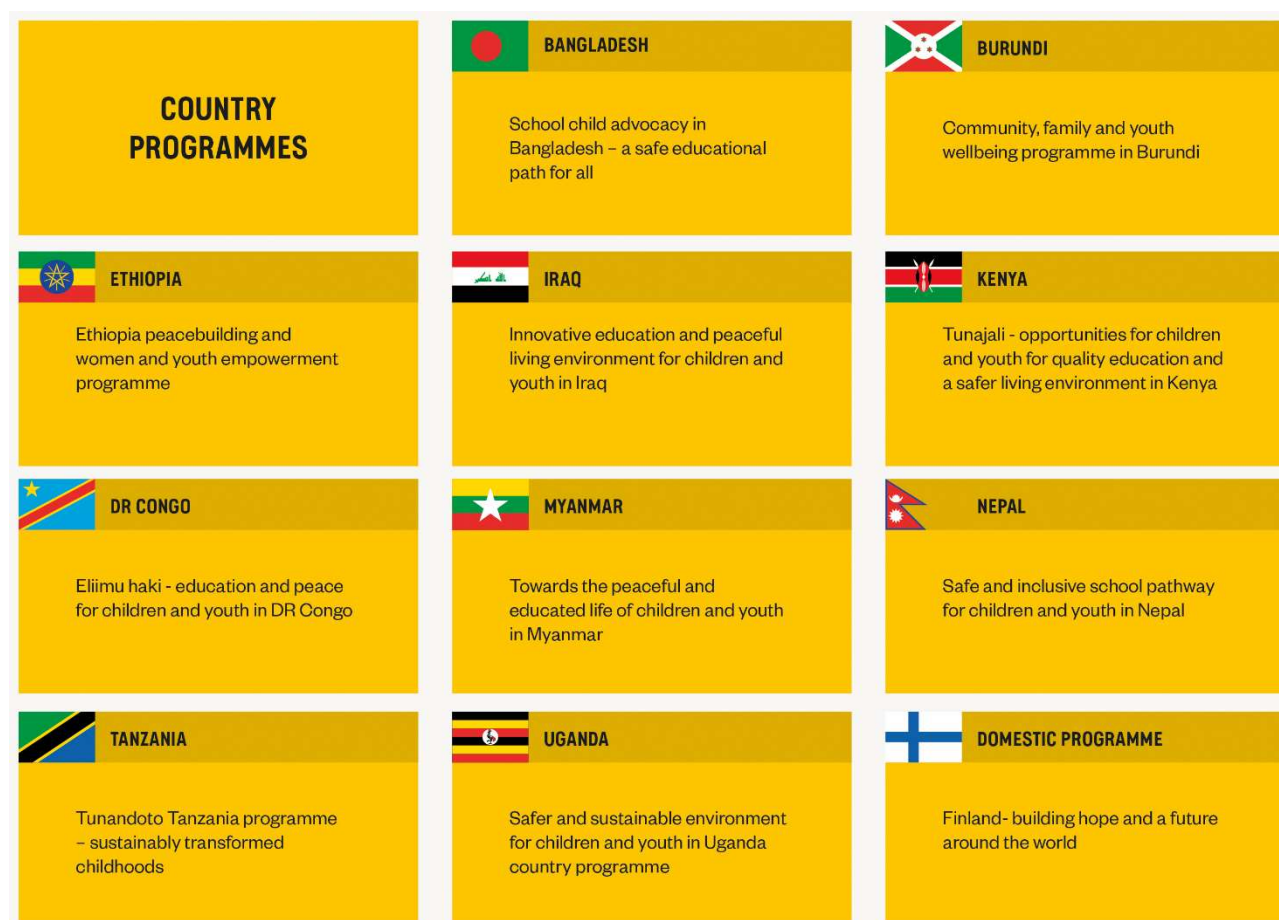 COUNTRY
PROGRAMMES
BANGLADESH
School child advocacy in
Bangladesh – a safe educational
path for all
BURUNDI
Community, family and youth
wellbeing programme in Burundi
ETHIOPIA
Ethiopia peacebuilding and
women and youth empowerment
programme
IRAQ
Innovative education and peaceful
living environment for children and
youth in Iraq
KENYA
Tunajali - opportunities for children
and youth for quality education and
a safer living environment in Kenya
DR CONGO
Eliimu haki - education and peace
for children and youth in DR Congo
MYANMAR
Towards the peaceful and
educated life of children and youth
in Myanmar
NEPAL
Safe and inclusive school pathway
for children and youth in Nepal
TANZANIA
Tunandoto Tanzania programme
– sustainably transformed
childhoods
UGANDA
Safer and sustainable environment
for children and youth in Uganda
country programme
DOMESTIC PROGRAMME
Finland- building hope and a future
around the world